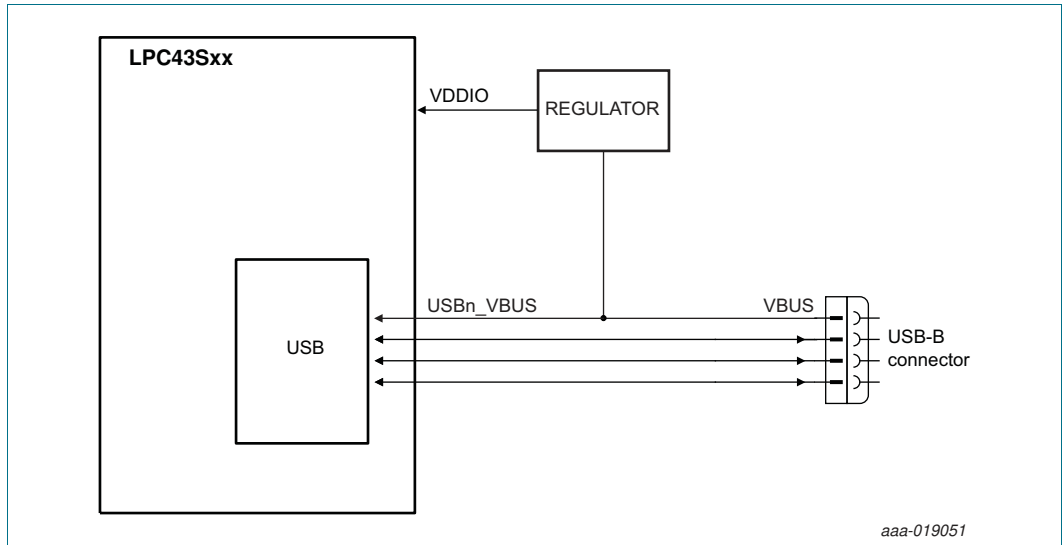 LPC43Sxx
VDDIO
REGULATOR
USBn_VBUS
VBUS
USB
USB-B
connector
aaa-019051